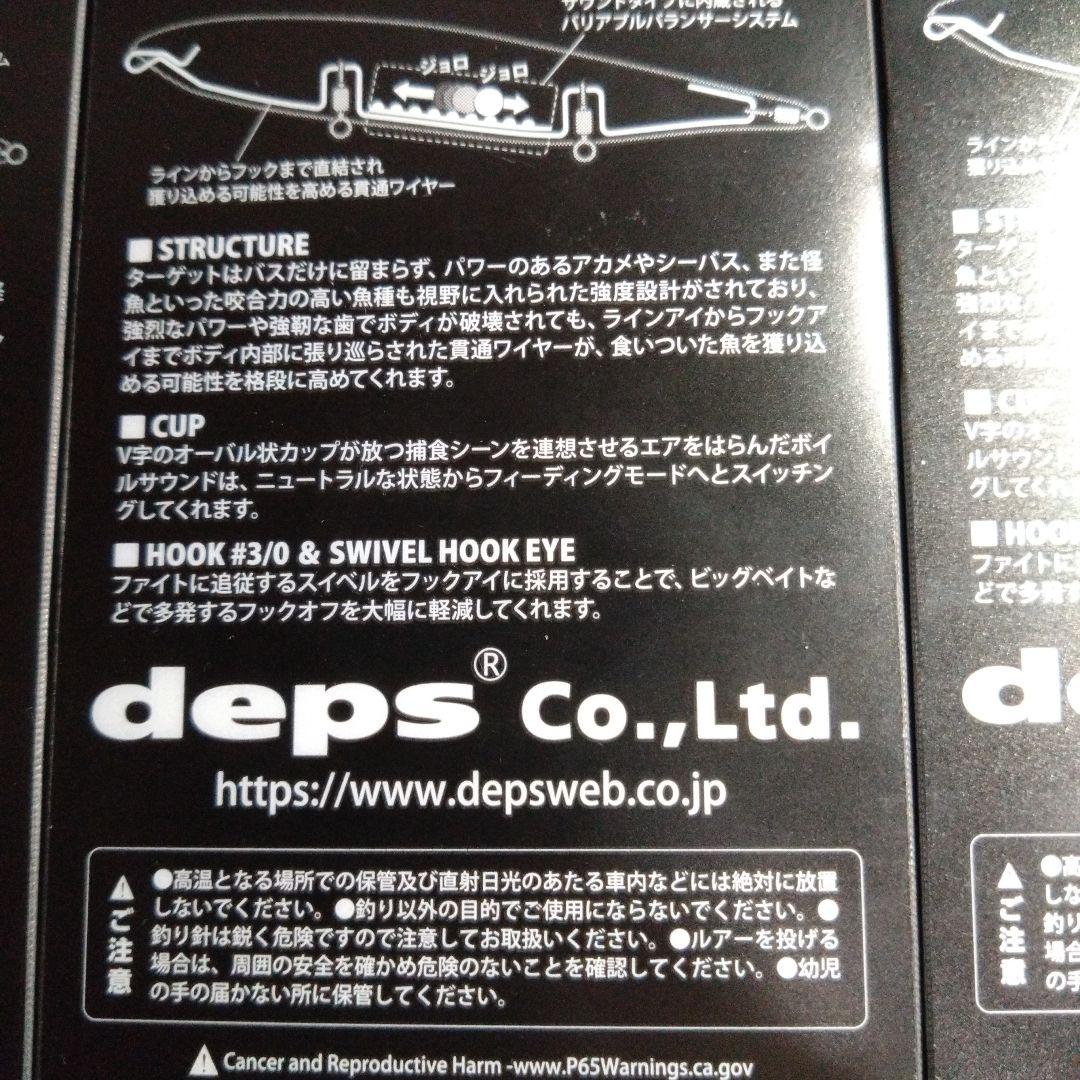 サウンドタイプに内蔵される
バリアブルバランサーシステム
ジョロ ジョロ
ラインからフックまで直結され
獲り込める可能性を高める貫通ワイヤー
■ STRUCTURE
ターゲットはバスだけに留まらず、パワーのあるアカメやシーバス、また怪
魚といった咬合力の高い魚種も視野に入れられた強度設計がされており、
強烈なパワーや強靭な歯でボディが破壊されても、ラインアイからフックア
イまでボディ内部に張り巡らされた貫通ワイヤーが、食いついた魚を獲り込
める可能性を格段に高めてくれます。
■ CUP
V字のオーバル状カップが放つ捕食シーンを連想させるエアをはらんだボイ
ルサウンドは、ニュートラルな状態からフィーディングモードへとスイッチン
グしてくれます。
■ HOOK #3/0 & SWIVEL HOOK EYE
ファイトに追従するスイベルをフックアイに採用することで、ビッグベイトな
どで多発するフックオフを大幅に軽減してくれます。
deps® Co.,Ltd.
https://www.depsweb.co.jp
⚠ご注意
●高温となる場所での保管及び直射日光のあたる車内などには絶対に放置
しないでください。●釣り以外の目的でご使用にならないでください。●
釣り針は鋭く危険ですので注意してお取扱いください。●ルアーを投げる
場合は、周囲の安全を確かめ危険のないことを確認してください。●幼児
の手の届かない所に保管してください。
⚠ Cancer and Reproductive Harm -www.P65Warnings.ca.gov